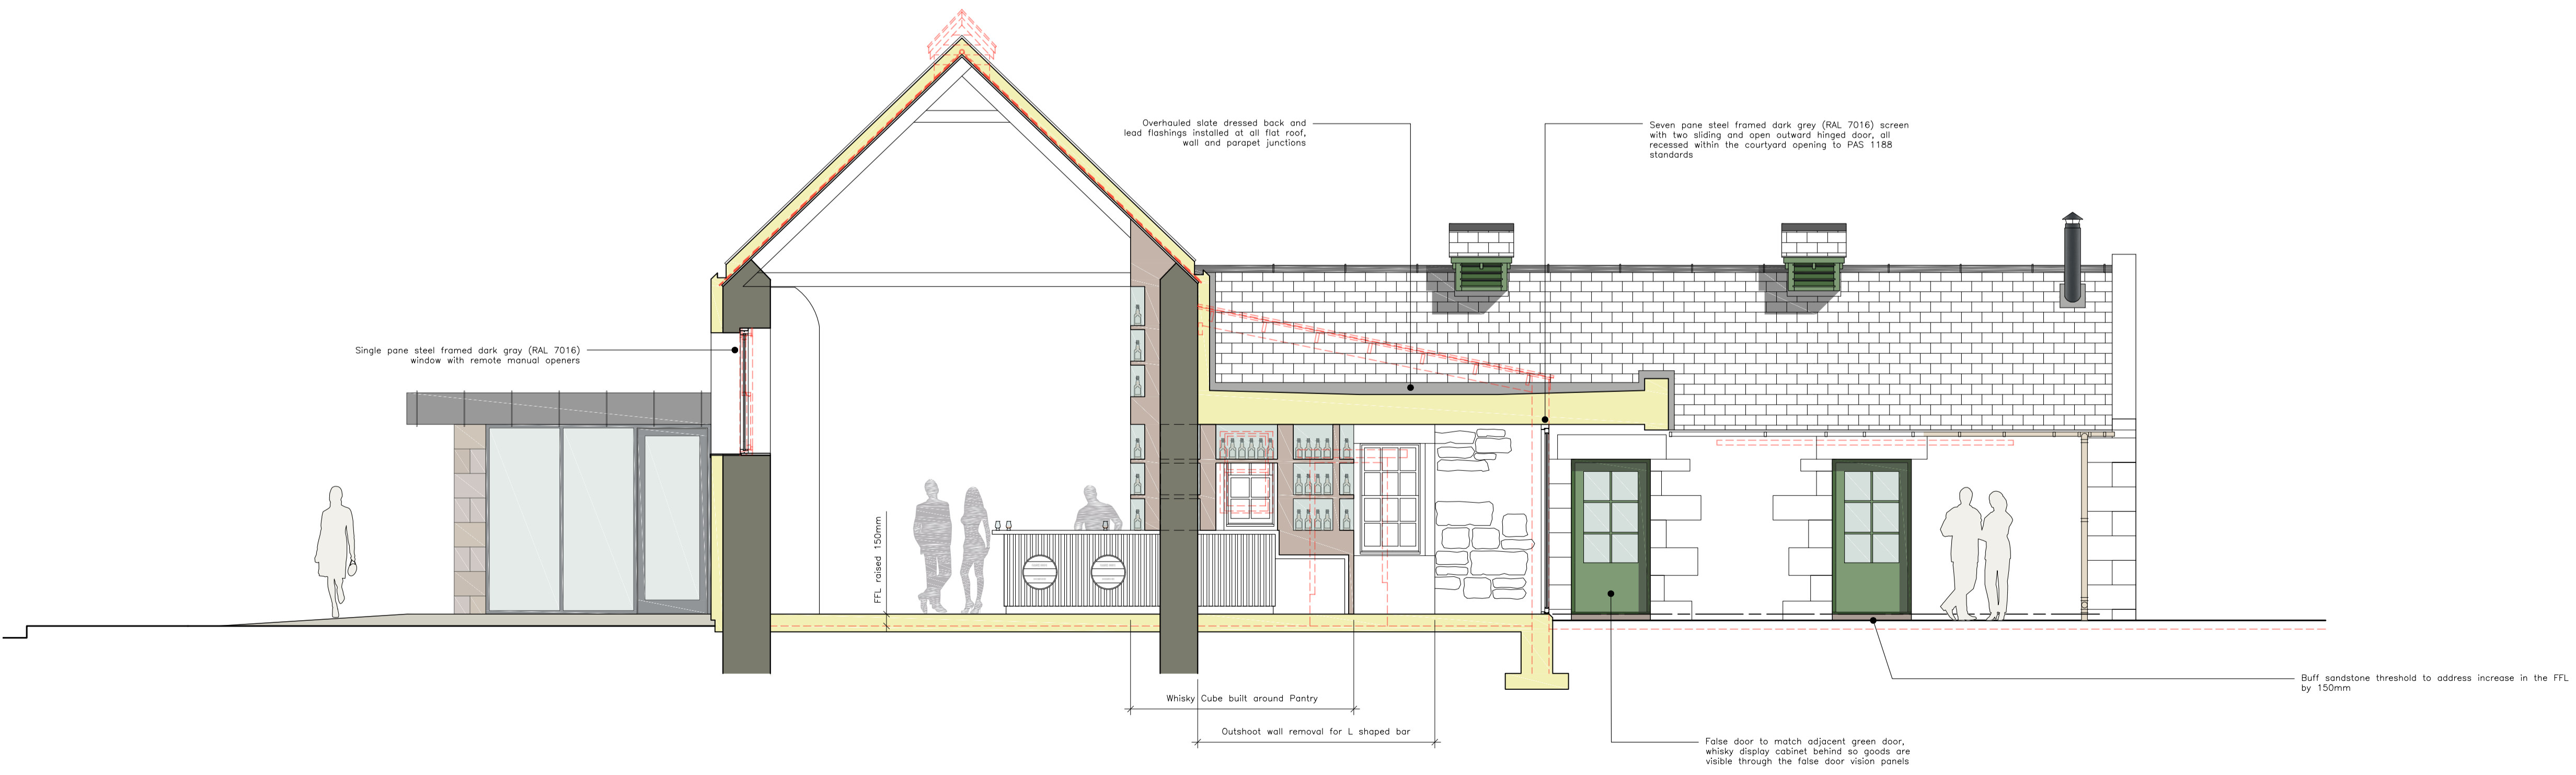 Overhauled slate dressed back and
lead flashings installed at all flat roof,
wall and parapet junctions
Seven pane steel framed dark grey (RAL 7016) screen
with two sliding and open outward hinged door, all
recessed within the courtyard opening to PAS 1188
standards
Single pane steel framed dark gray (RAL 7016)
window with remote manual openers
FFL raised 150mm
Whisky Cube built around Pantry
Outshoot wall removal for L shaped bar
Buff sandstone threshold to address increase in the FFL
by 150mm
False door to match adjacent green door,
whisky display cabinet behind so goods are
visible through the false door vision panels